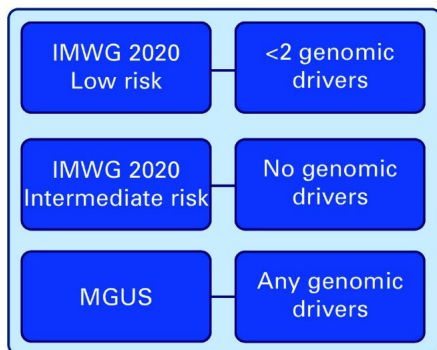 IMWG 2020
Low risk
<2 genomic
drivers
IMWG 2020
Intermediate risk
No genomic
drivers
MGUS
Any genomic
drivers